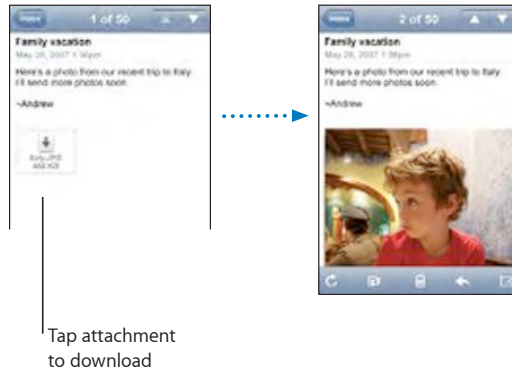 Inbox
1 of 50
Family vacation
May 28, 2007 1:36pm
Here's a photo from our recent trip to Italy.
I'll send more photos soon.
~Andrew
456 KB
Tap attachment
to download
2 of 50
Family vacation
May 28, 2007 1:36pm
Here's a photo from our recent trip to Italy.
I'll send more photos soon.
~Andrew